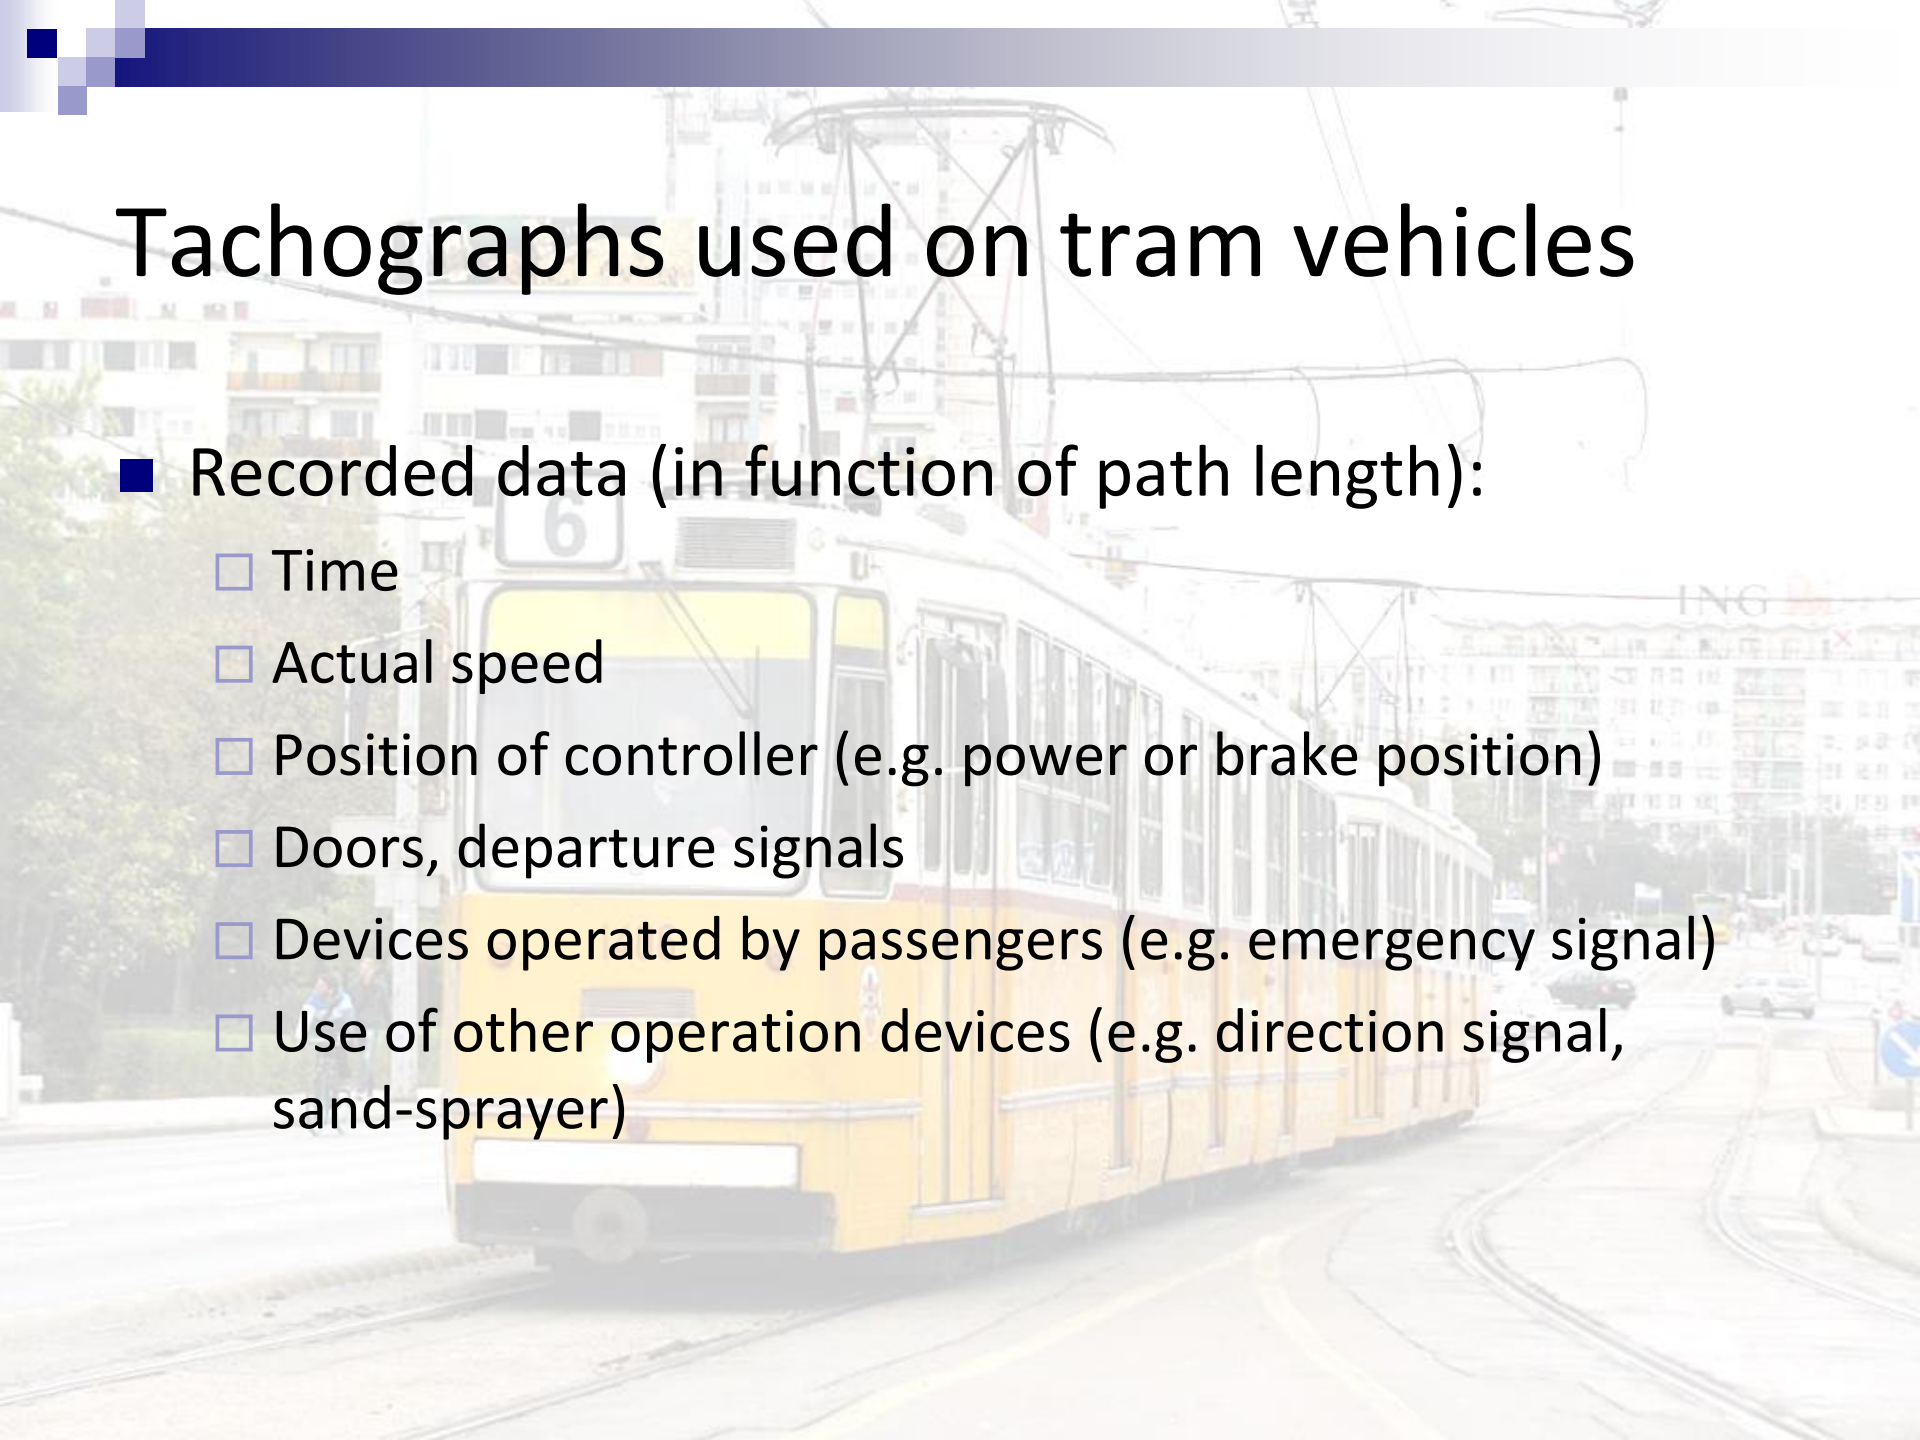 Tachographs used on tram vehicles
Recorded data (in function of path length):
6
Time
Actual speed
ING
Position of controller (e.g. power or brake position)
Doors, departure signals
Devices operated by passengers (e.g. emergency signal)
Use of other operation devices (e.g. direction signal,
sand-sprayer)